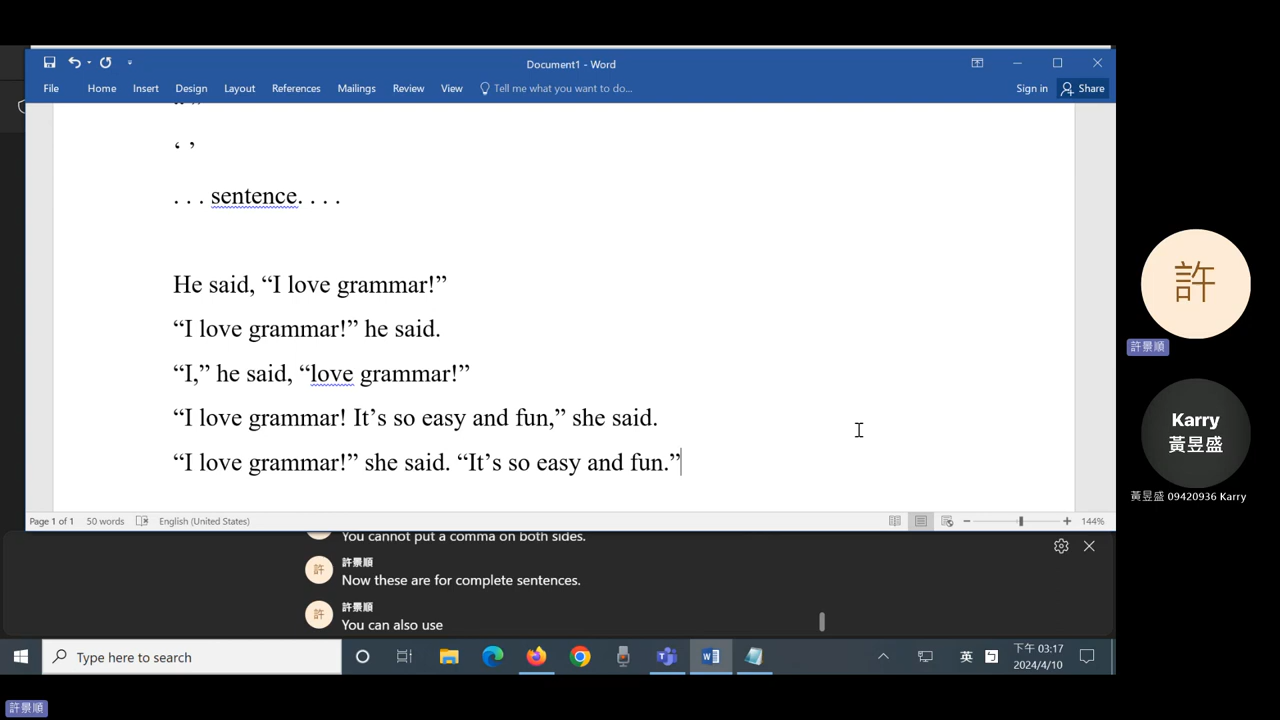 Document1 - Word
File Home Insert Design Layout References Mailings Review View Tell me what you want to do... Sign in Share
‘ ’
. . . sentence. . . .
He said, “I love grammar!”
“I love grammar!” he said.
“I,” he said, “love grammar!”
“I love grammar! It’s so easy and fun,” she said.
“I love grammar!” she said. “It’s so easy and fun.”
Page 1 of 1 50 words English (United States) 144%
You cannot put a comma on both sides.
許 許景順
Now these are for complete sentences.
許 許景順
You can also use
Type here to search
英
下午 03:17
2024/4/10
許
許景順
Karry
黃昱盛
黃昱盛 09420936 Karry
許景順